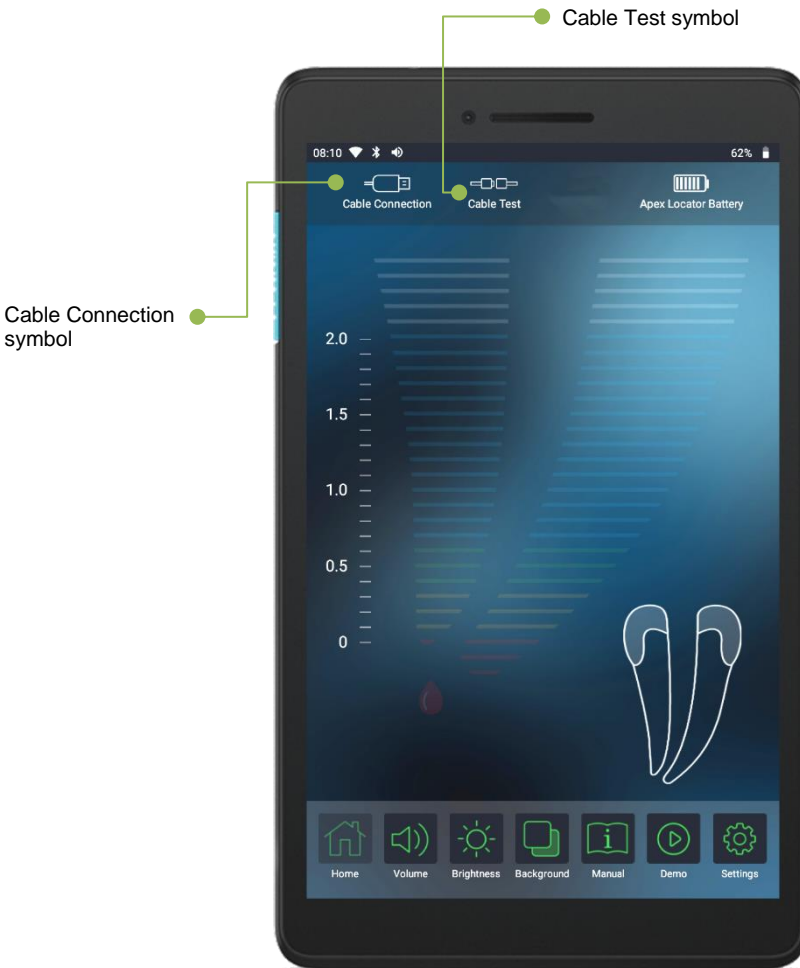 Cable Test symbol
08:10
62%
Cable Connection
Cable Test
Apex Locator Battery
Cable Connection
symbol
2.0
1.5
1.0
0.5
0
Home
Volume
Brightness
Background
Manual
Demo
Settings